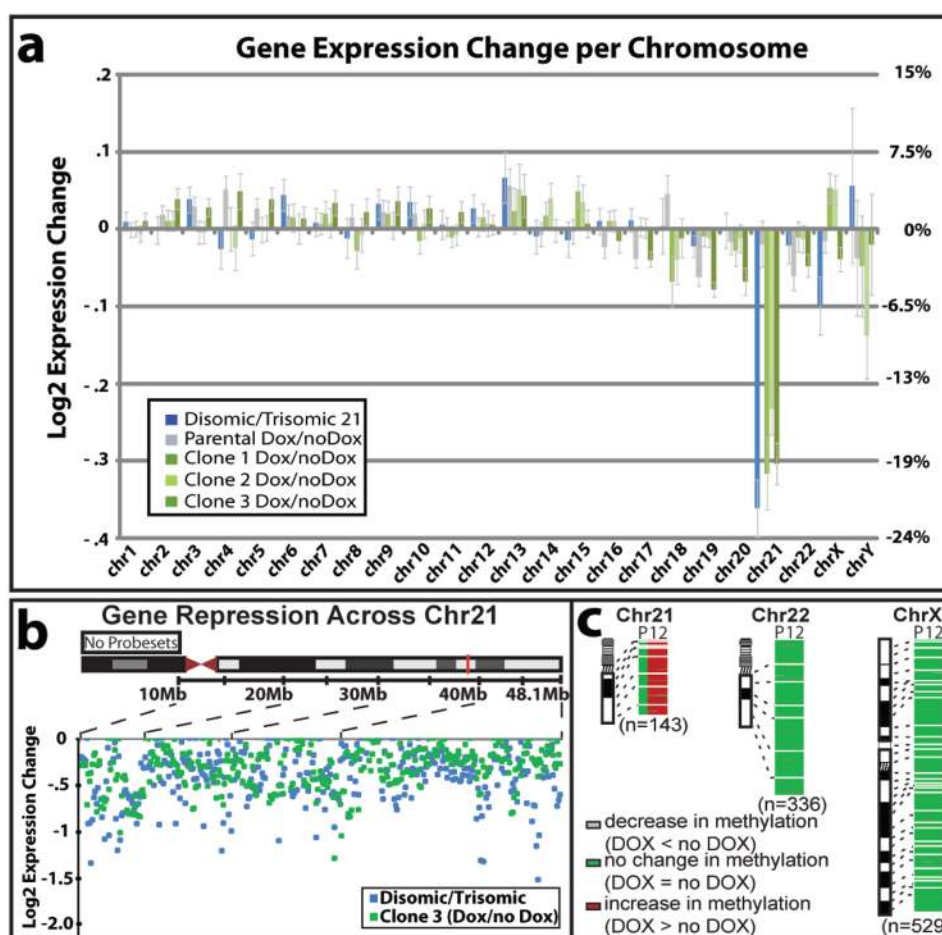 a
Gene Expression Change per Chromosome
Log2 Expression Change
.2
.1
0
- .1
- .2
- .3
- .4
15%
7.5%
0%
-6.5%
-13%
-19%
-24%
Disomic/Trisomic 21
Parental Dox/noDox
Clone 1 Dox/noDox
Clone 2 Dox/noDox
Clone 3 Dox/noDox
chr1
chr2
chr3
chr4
chr5
chr6
chr7
chr8
chr9
chr10
chr11
chr12
chr13
chr14
chr15
chr16
chr17
chr18
chr19
chr20
chr21
chr22
chrX
chrY
b
Gene Repression Across Chr21
No Probesets
10Mb 20Mb 30Mb 40Mb 48.1Mb
Log2 Expression Change
0
-.5
-1
-1.5
-2.0
Disomic/Trisomic
Clone 3 (Dox/no Dox)
c
Chr21 Chr22 ChrX
P12 P12 P12
(n=143)
(n=336)
(n=529
decrease in methylation
(DOX < no DOX)
no change in methylation
(DOX = no DOX)
increase in methylation
(DOX > no DOX)